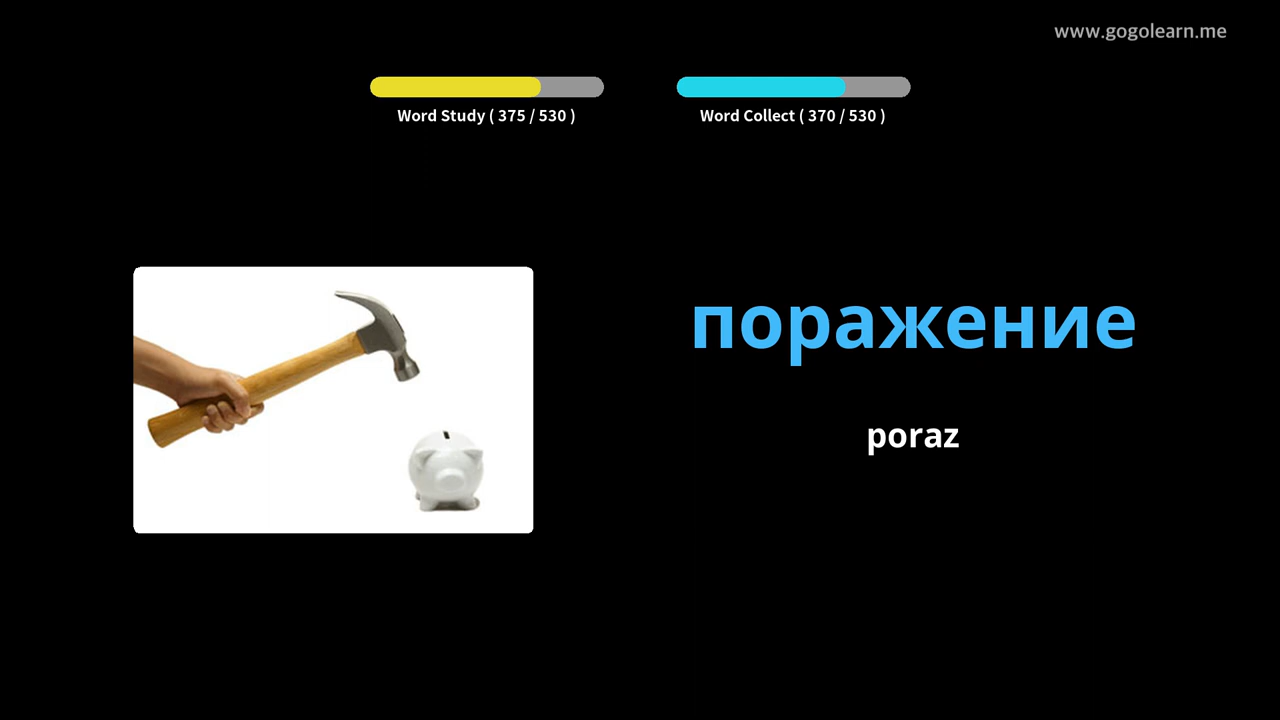 www.gogolearn.me
Word Study ( 375 / 530 )
Word Collect ( 370 / 530 )
поражение
poraz